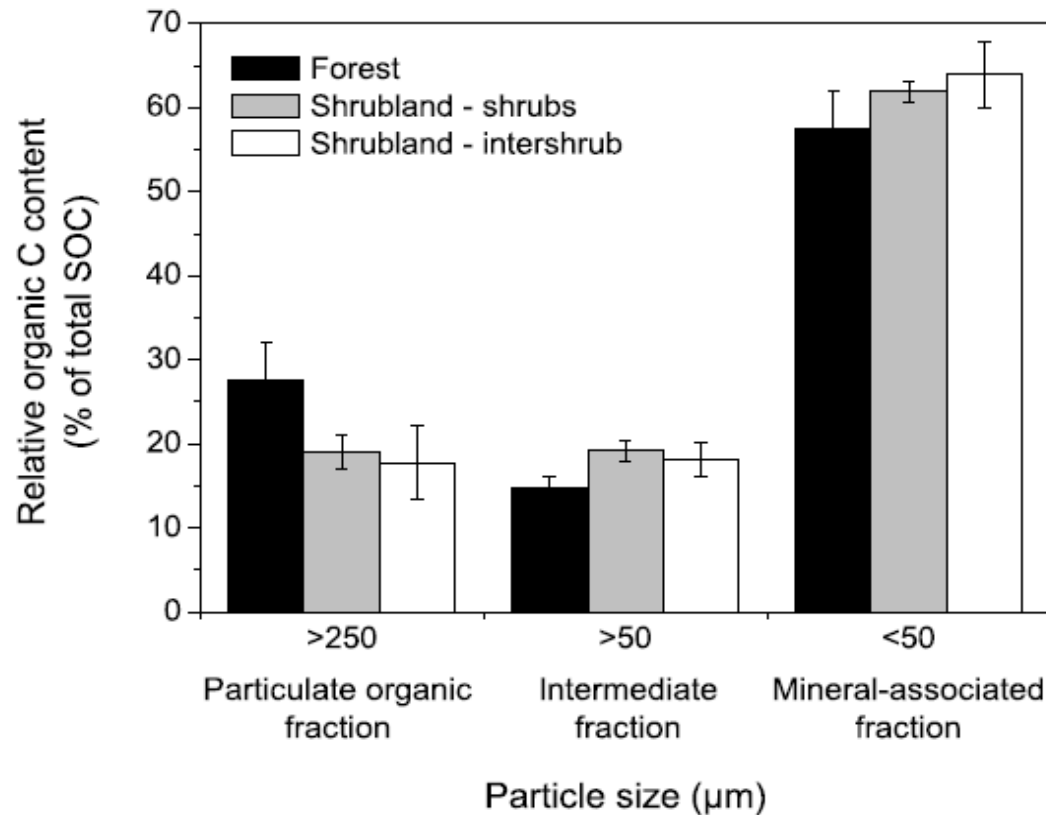 Relative organic C content
(% of total SOC)
70
60
50
40
30
20
10
0
Forest
Shrubland - shrubs
Shrubland - intershrub
>250
>50
<50
Particulate organic
fraction
Intermediate
fraction
Mineral-associated
fraction
Particle size (µm)